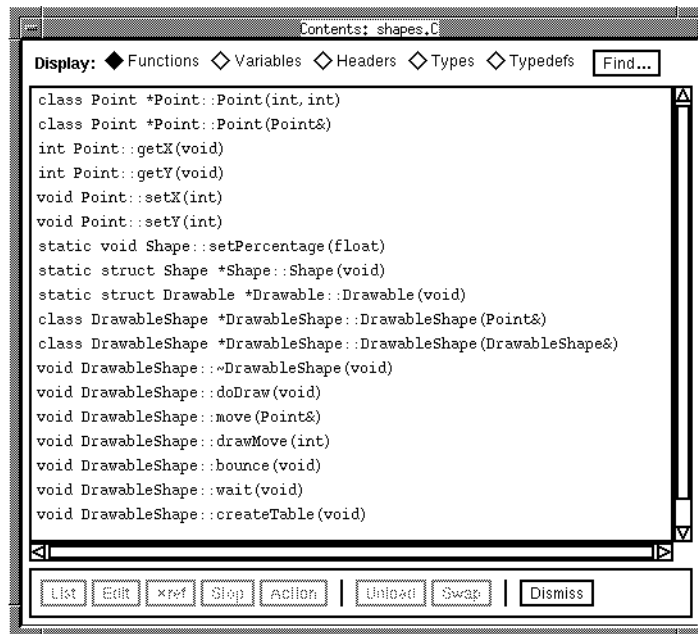 Contents: shapes.C
Display: Functions Variables Headers Types Typedefs Find...
class Point *Point::Point(int, int)
class Point *Point::Point(Point&)
int Point::getX(void)
int Point::getY(void)
void Point::setX(int)
void Point::setY(int)
static void Shape::setPercentage(float)
static struct Shape *Shape::Shape(void)
static struct Drawable *Drawable::Drawable(void)
class DrawableShape *DrawableShape::DrawableShape(Point&)
class DrawableShape *DrawableShape::DrawableShape(DrawableShape&)
void DrawableShape::~DrawableShape(void)
void DrawableShape::doDraw(void)
void DrawableShape::move(Point&)
void DrawableShape::drawMove(int)
void DrawableShape::bounce(void)
void DrawableShape::wait(void)
void DrawableShape::createTable(void)
List Edit Xref Stop Action Unload Swap Dismiss